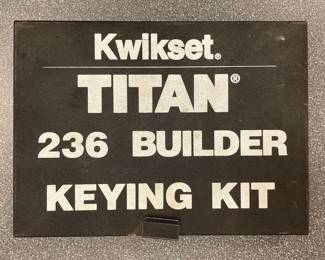 Kwikset®
TITAN®
236 BUILDER
KEYING KIT